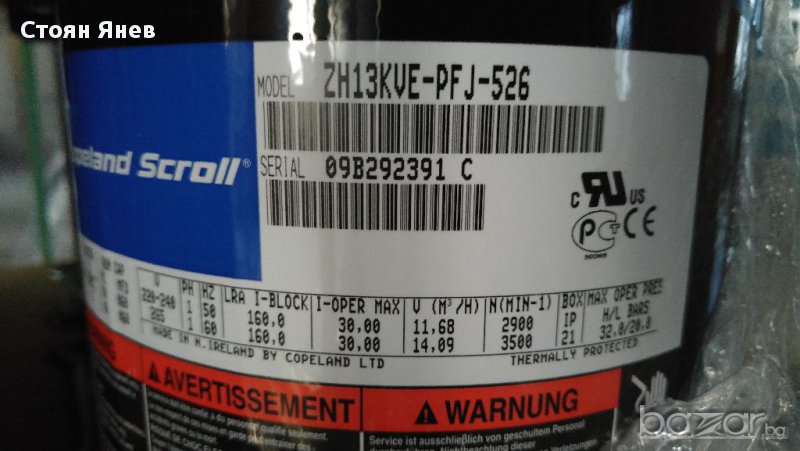 Стоян Янев
MODEL ZH13KVE-PFJ-526
Copeland Scroll®
SERIAL 09B292391 C
c RU US
PCT CE
V PH HZ LRA I-BLOCK I-OPER MAX V (M³/H) N(MIN-1) BOX MAX OPER PRES
220-240 1 50 160,0 30.00 11,68 2900 IP H/L BARS
265 1 60 160,0 30.00 14,09 3500 21 32,0/20,0
MADE IN N.IRELAND BY COPELAND LTD THERMALLY PROTECTED
AVERTISSEMENT
WARNUNG
Service ist ausschließlich von geschultem Personal
bazar.bg